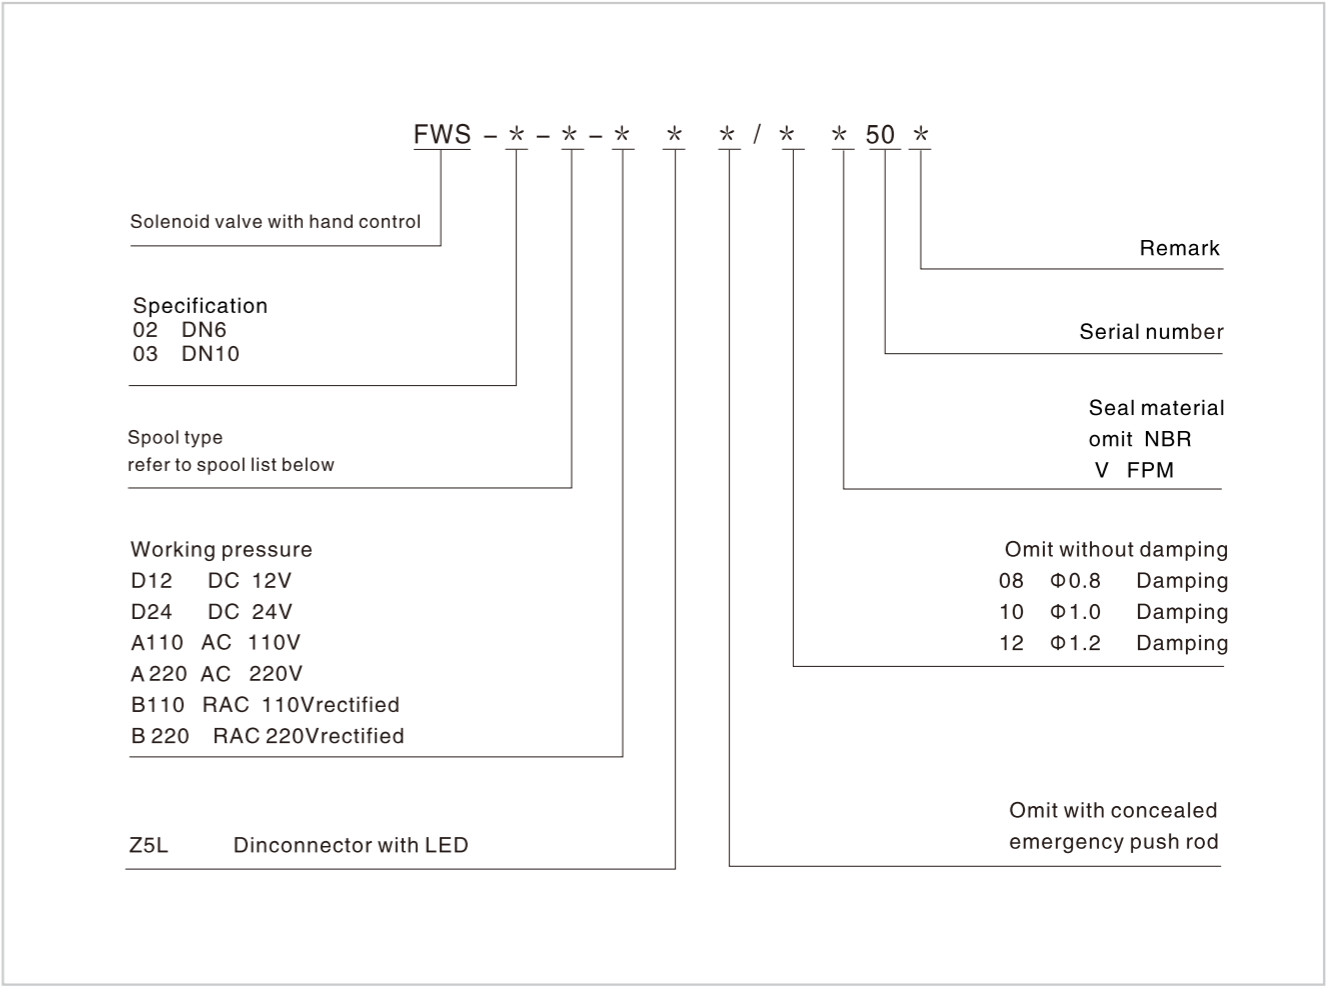 FWS – * – * – * * * / * * 50 *
Solenoid valve with hand control
Specification
02 DN6
03 DN10
Spool type
refer to spool list below
Working pressure
D12 DC 12V
D24 DC 24V
A110 AC 110V
A220 AC 220V
B110 RAC 110Vrectified
B 220 RAC 220Vrectified
Z5L Dinconnector with LED
Remark
Serial number
Seal material
omit NBR
V FPM
Omit without damping
08 Φ0.8 Damping
10 Φ1.0 Damping
12 Φ1.2 Damping
Omit with concealed
emergency push rod